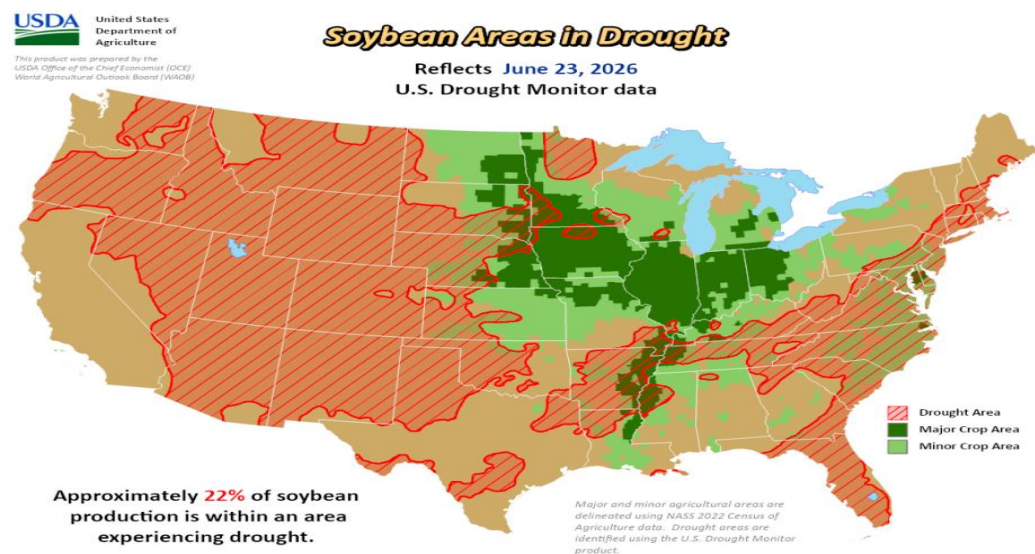 USDA
United States
Department of
Agriculture
This product was prepared by the
USDA Office of the Chief Economist (OCE)
World Agricultural Outlook Board (WAOB)
Soybean Areas in Drought
Reflects June 23, 2026
U.S. Drought Monitor data
Drought Area
Major Crop Area
Minor Crop Area
Approximately 22% of soybean
production is within an area
experiencing drought.
Major and minor agricultural areas are
delineated using NASS 2022 Census of
Agriculture data. Drought areas are
identified using the U.S. Drought Monitor
product.